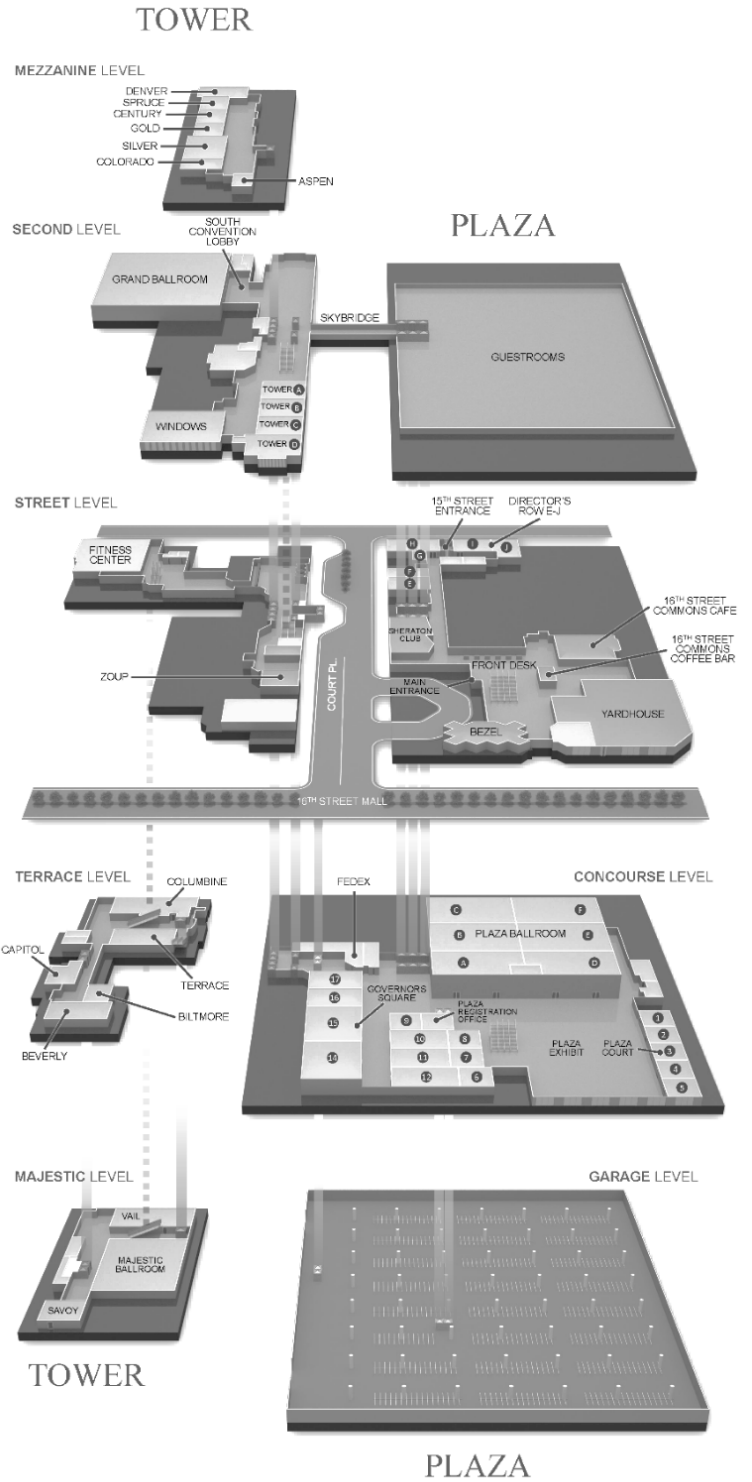 TOWER
MEZZANINE LEVEL
DENVER
SPRUCE
CENTURY
GOLD
SILVER
COLORADO
ASPEN
SECOND LEVEL
SOUTH
CONVENTION
LOBBY
PLAZA
GRAND BALLROOM
SKYBRIDGE
GUESTROOMS
TOWER A
TOWER B
TOWER C
TOWER D
WINDOWS
STREET LEVEL
15TH STREET
ENTRANCE
DIRECTOR'S
ROW E-J
FITNESS
CENTER
H
G
F
E
I
J
16TH STREET
COMMONS CAFE
16TH STREET
COMMONS
COFFEE BAR
SHERATON
CLUB
FRONT DESK
MAIN
ENTRANCE
ZOUP
COURT PL.
BEZEL
YARDHOUSE
16TH STREET MALL
TERRACE LEVEL
COLUMBINE
CAPITOL
TERRACE
BILTMORE
BEVERLY
FEDEX
CONCOURSE LEVEL
C
F
B
PLAZA BALLROOM
E
A
D
17
16
15
14
GOVERNORS
SQUARE
PLAZA
REGISTRATION
OFFICE
9
10
8
11
7
12
6
PLAZA
EXHIBIT
PLAZA
COURT
1
2
3
4
5
MAJESTIC LEVEL
VAIL
MAJESTIC
BALLROOM
SAVOY
TOWER
GARAGE LEVEL
PLAZA